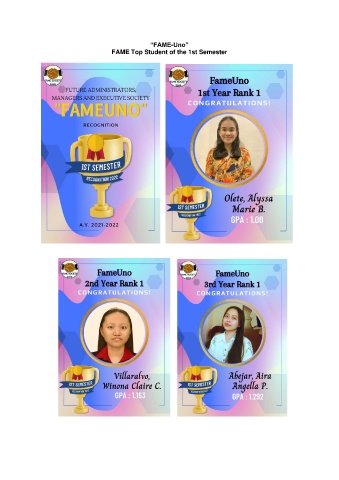 "FAME-Uno"
FAME Top Student of the 1st Semester
FUTURE ADMINISTRATORS,
MANAGERS AND EXECUTIVE SOCIETY
"FAMEUNO"
RECOGNITION
1ST SEMESTER
RECOGNITION 2022
A.Y. 2021-2022
FameUno
1st Year Rank 1
CONGRATULATIONS!
1ST SEMESTER
Olete, Alyssa
Marie B.
GPA : 1.00
FameUno
2nd Year Rank 1
CONGRATULATIONS!
1ST SEMESTER
Villaralvo,
Winona Claire C.
GPA : 1.163
FameUno
3rd Year Rank 1
CONGRATULATIONS!
1ST SEMESTER
Abejar, Aira
Angella P.
GPA : 1.292